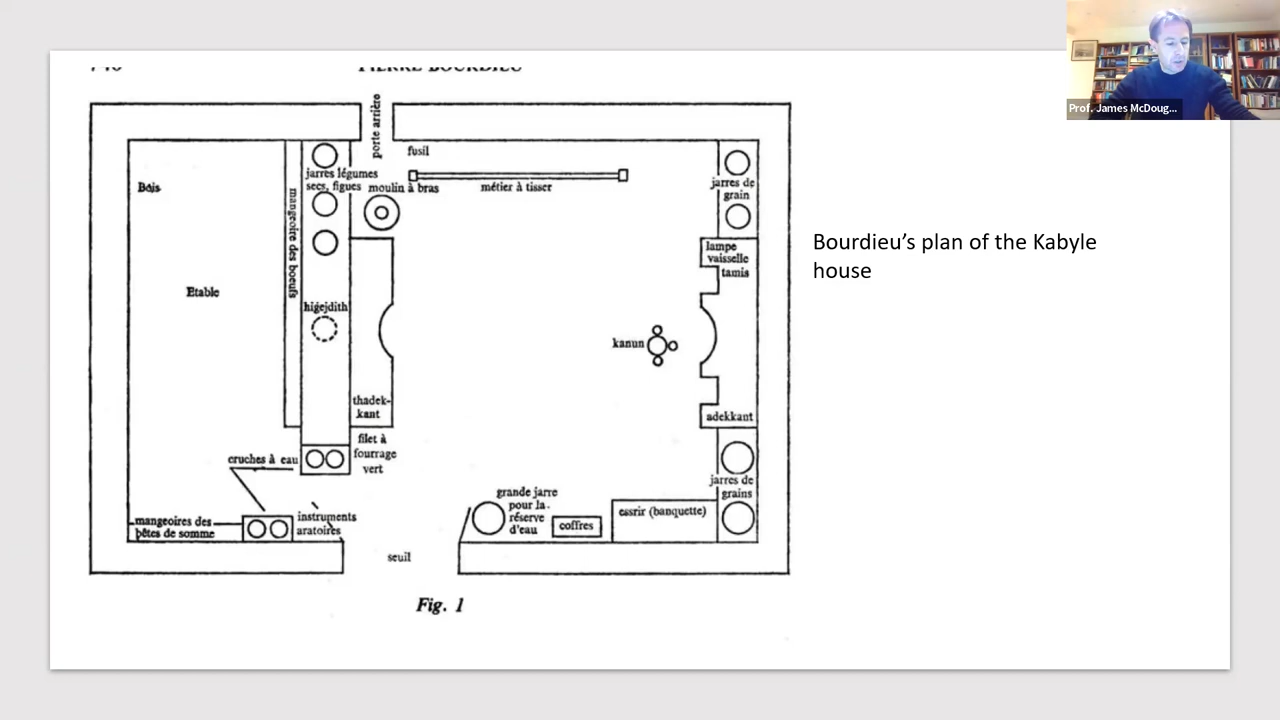 PIERRE BOURDIEU
Prof. James McDoug...
porte arrière
fusil
jarres légumes
secs, figues
moulin à bras
métier à tisser
jarres de
grain
Bois
mangeoire des boeufs
lampe
vaisselle
tamis
Bourdieu’s plan of the Kabyle
house
Etable
higejdith
kanun
thadek-
kant
adekkant
filet à
fourrage
vert
cruches à eau
jarres de
grains
grande jarre
pour la
réserve
d'eau
coffres
essrir (banquette)
mangeoires des
bêtes de somme
instruments
aratoires
seuil
Fig. 1